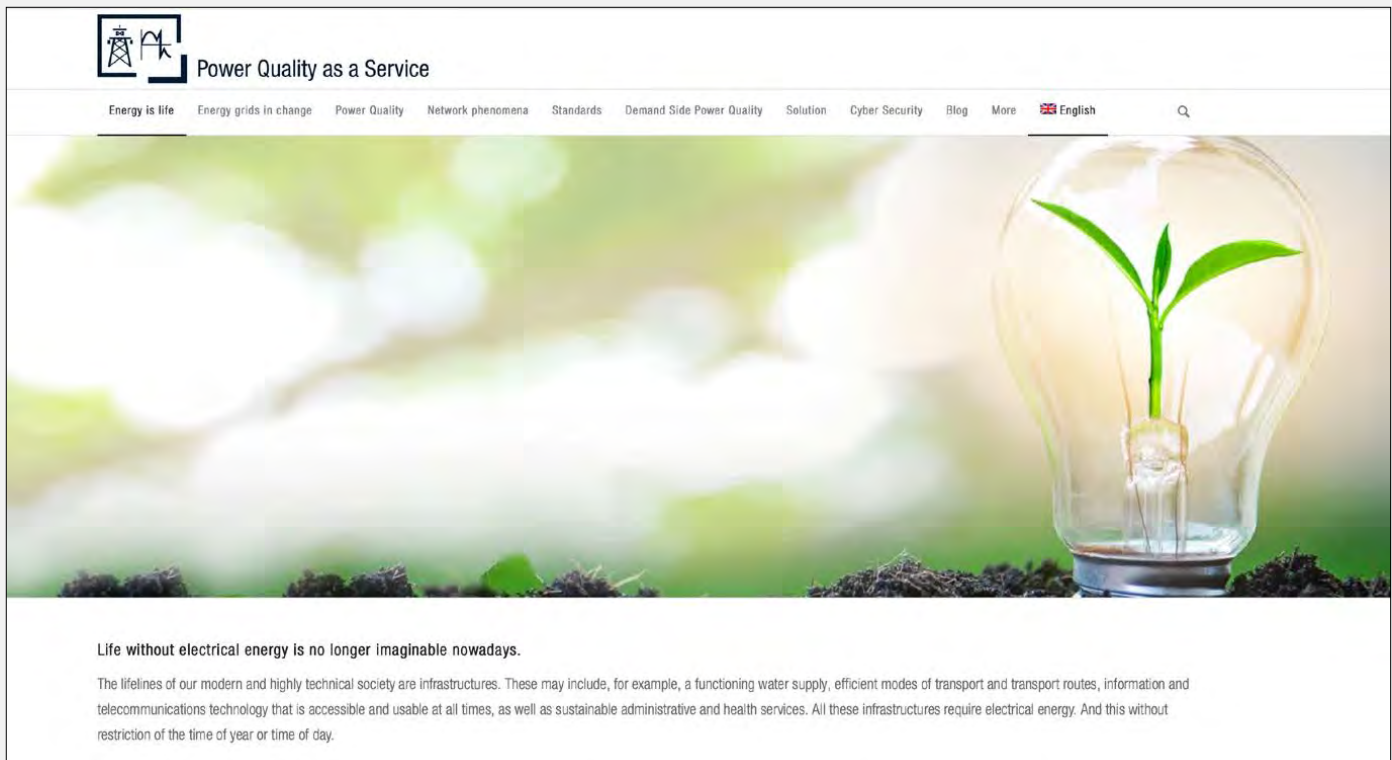 Power Quality as a Service
Energy is life Energy grids in change Power Quality Network phenomena Standards Demand Side Power Quality Solution Cyber Security Blog More English
Life without electrical energy is no longer imaginable nowadays.
The lifelines of our modern and highly technical society are infrastructures. These may include, for example, a functioning water supply, efficient modes of transport and transport routes, information and
telecommunications technology that is accessible and usable at all times, as well as sustainable administrative and health services. All these infrastructures require electrical energy. And this without
restriction of the time of year or time of day.